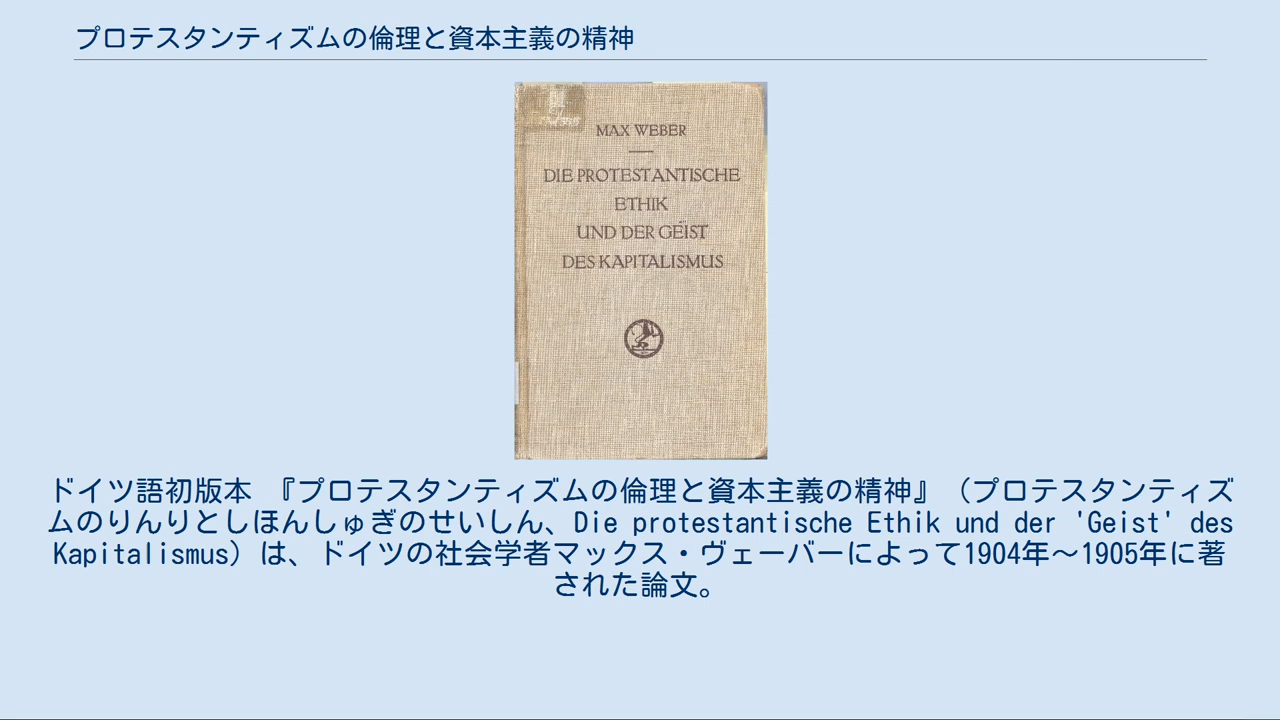 プロテスタンティズムの倫理と資本主義の精神
MAX WEBER
DIE PROTESTANTISCHE
ETHIK
UND DER GEIST
DES KAPITALISMUS
ドイツ語初版本 『プロテスタンティズムの倫理と資本主義の精神』（プロテスタンティズ
ムのりんりとしほんしゅぎのせいしん、Die protestantische Ethik und der 'Geist' des
Kapitalismus）は、ドイツの社会学者マックス・ヴェーバーによって1904年～1905年に著
された論文。